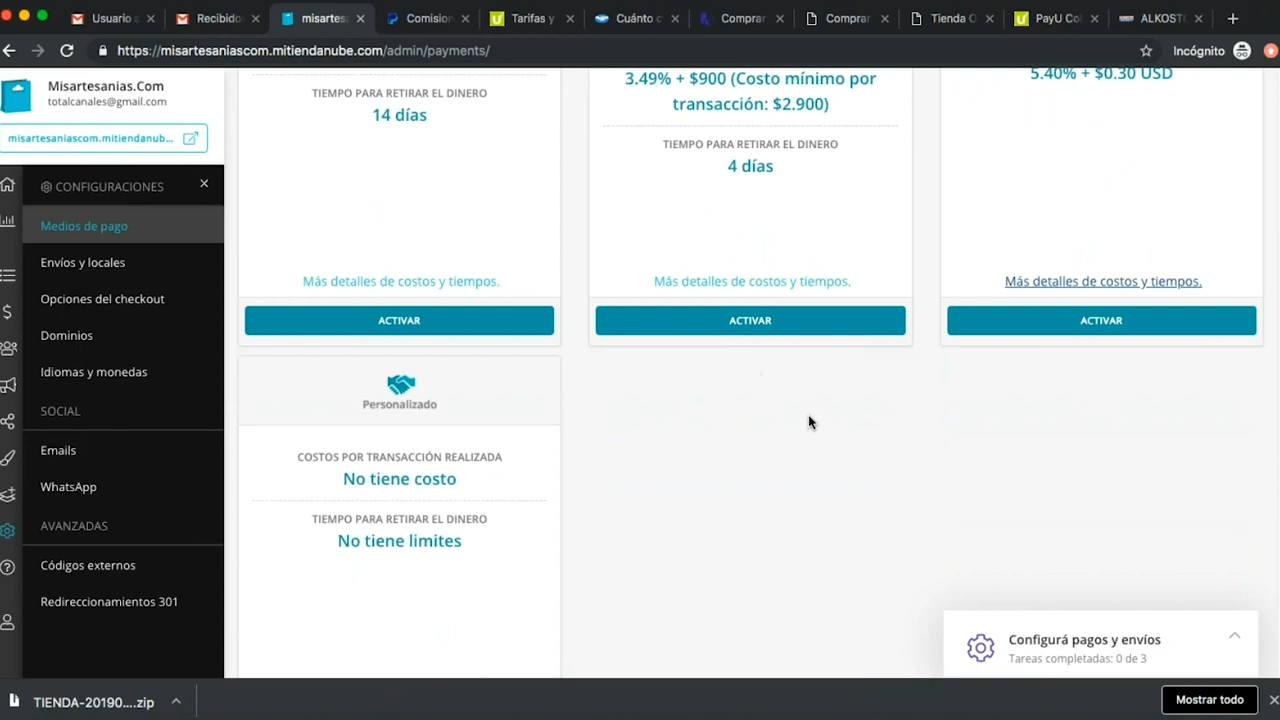 Usuario a
Recibido
misartes
Comision
Tarifas y
Cuánto c
Comprar
Comprar
Tienda O
PayU Co
ALKOSTO
https://misartesaniascom.mitiendanube.com/admin/payments/
Incógnito
Misartesanias.Com
totalcanales@gmail.com
misartesaniascom.mitiendanub...
CONFIGURACIONES
Medios de pago
Envíos y locales
Opciones del checkout
Dominios
Idiomas y monedas
SOCIAL
Emails
WhatsApp
AVANZADAS
Códigos externos
Redireccionamientos 301
TIEMPO PARA RETIRAR EL DINERO
14 días
Más detalles de costos y tiempos.
ACTIVAR
3.49% + $900 (Costo mínimo por
transacción: $2.900)
TIEMPO PARA RETIRAR EL DINERO
4 días
Más detalles de costos y tiempos.
ACTIVAR
5.40% + $0.30 USD
Más detalles de costos y tiempos.
ACTIVAR
Personalizado
COSTOS POR TRANSACCIÓN REALIZADA
No tiene costo
TIEMPO PARA RETIRAR EL DINERO
No tiene limites
Configurá pagos y envíos
Tareas completadas: 0 de 3
TIENDA-20190....zip
Mostrar todo